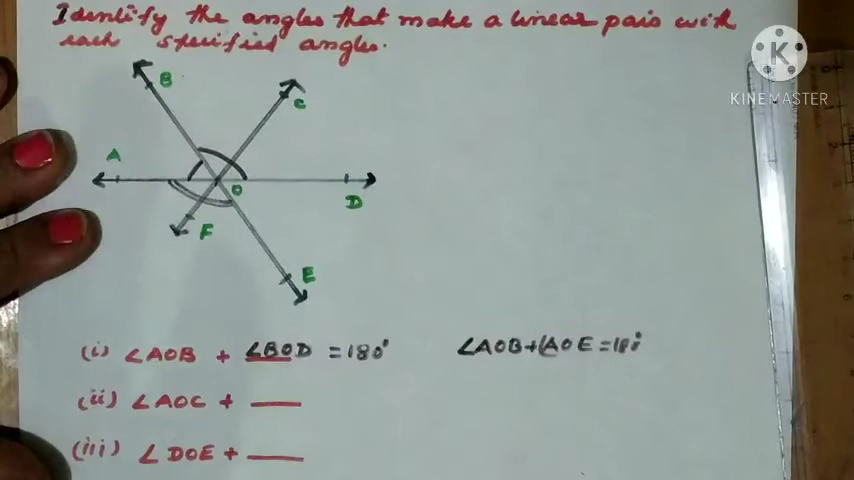 Identify the angles that make a linear pair with
each specified angles.
K
KINEMASTER
B
C
A
O
D
F
E
(i) ∠AOB + ∠BOD = 180° ∠AOB + ∠AOE = 180°
(ii) ∠AOC + ___
(iii) ∠DOE + ___